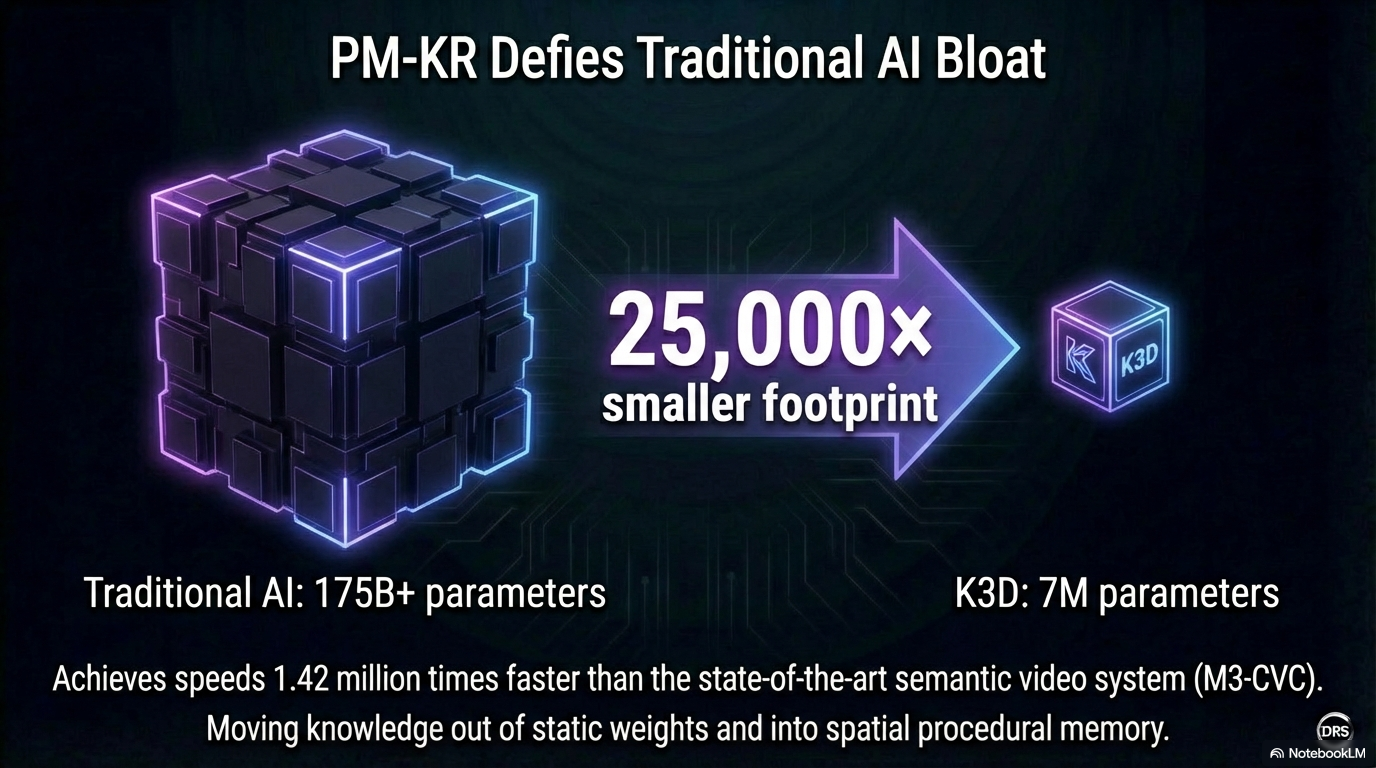 PM-KR Defies Traditional AI Bloat
25,000×
smaller footprint
K
K3D
Traditional AI: 175B+ parameters
K3D: 7M parameters
Achieves speeds 1.42 million times faster than the state-of-the-art semantic video system (M3-CVC).
Moving knowledge out of static weights and into spatial procedural memory.
DRS
NotebookLM